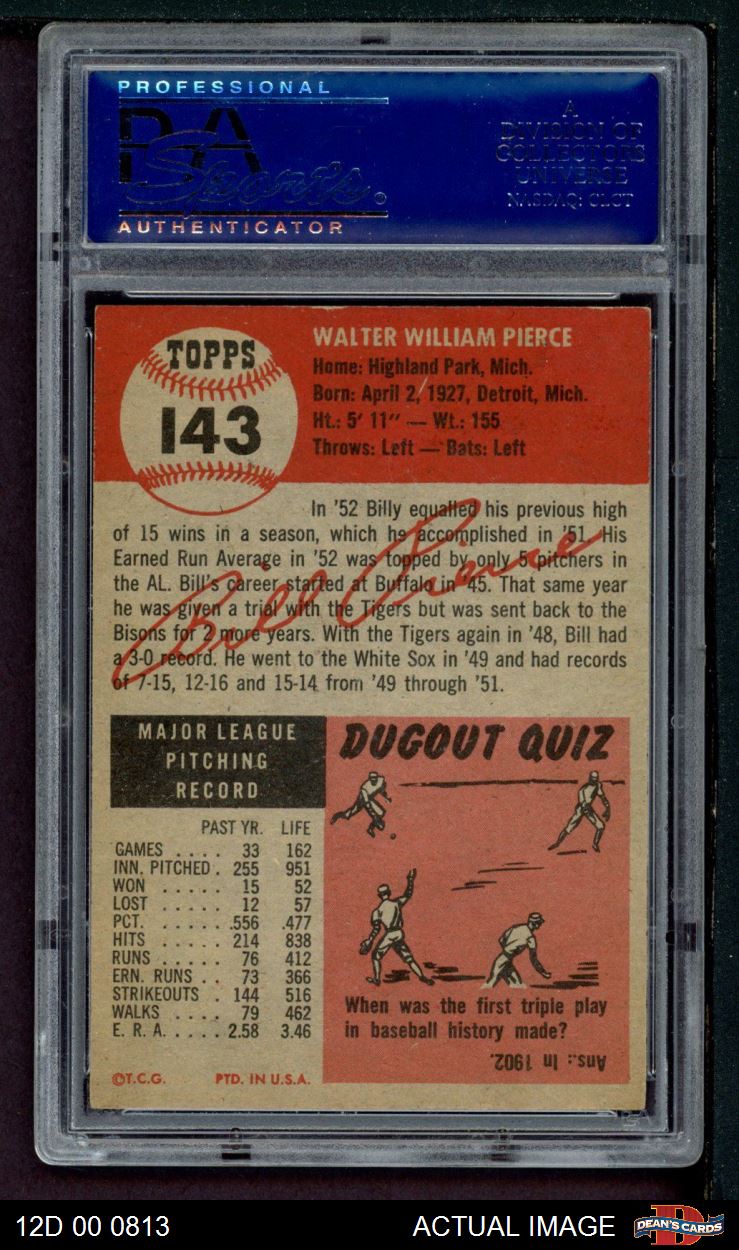 PROFESSIONAL
PSA
Sports
AUTHENTICATOR
A
DIVISION OF
COLLECTORS
UNIVERSE
NASDAQ: CLCT
TOPPS
143
WALTER WILLIAM PIERCE
Home: Highland Park, Mich.
Born: April 2, 1927, Detroit, Mich.
Ht.: 5' 11" — Wt.: 155
Throws: Left — Bats: Left
In '52 Billy equalled his previous high
of 15 wins in a season, which he accomplished in '51. His
Earned Run Average in '52 was topped by only 5 pitchers in
the AL. Bill's career started at Buffalo in '45. That same year
he was given a trial with the Tigers but was sent back to the
Bisons for 2 more years. With the Tigers again in '48, Bill had
a 3-0 record. He went to the White Sox in '49 and had records
of 7-15, 12-16 and 15-14 from '49 through '51.
Bill Pierce
MAJOR LEAGUE
PITCHING
RECORD
PAST YR. LIFE
GAMES . . . . 33 162
INN. PITCHED . 255 951
WON . . . . . 15 52
LOST . . . . . 12 57
PCT. . . . . . .556 .477
HITS . . . . . 214 838
RUNS . . . . . 76 412
ERN. RUNS . . 73 366
STRIKEOUTS . 144 516
WALKS . . . . 79 462
E. R. A. . . . . 2.58 3.46
©T.C.G. PTD. IN U.S.A.
DUGOUT QUIZ
When was the first triple play
in baseball history made?
Ans.: In 1902.
12D 00 0813
ACTUAL IMAGE
D
DEAN'S CARDS